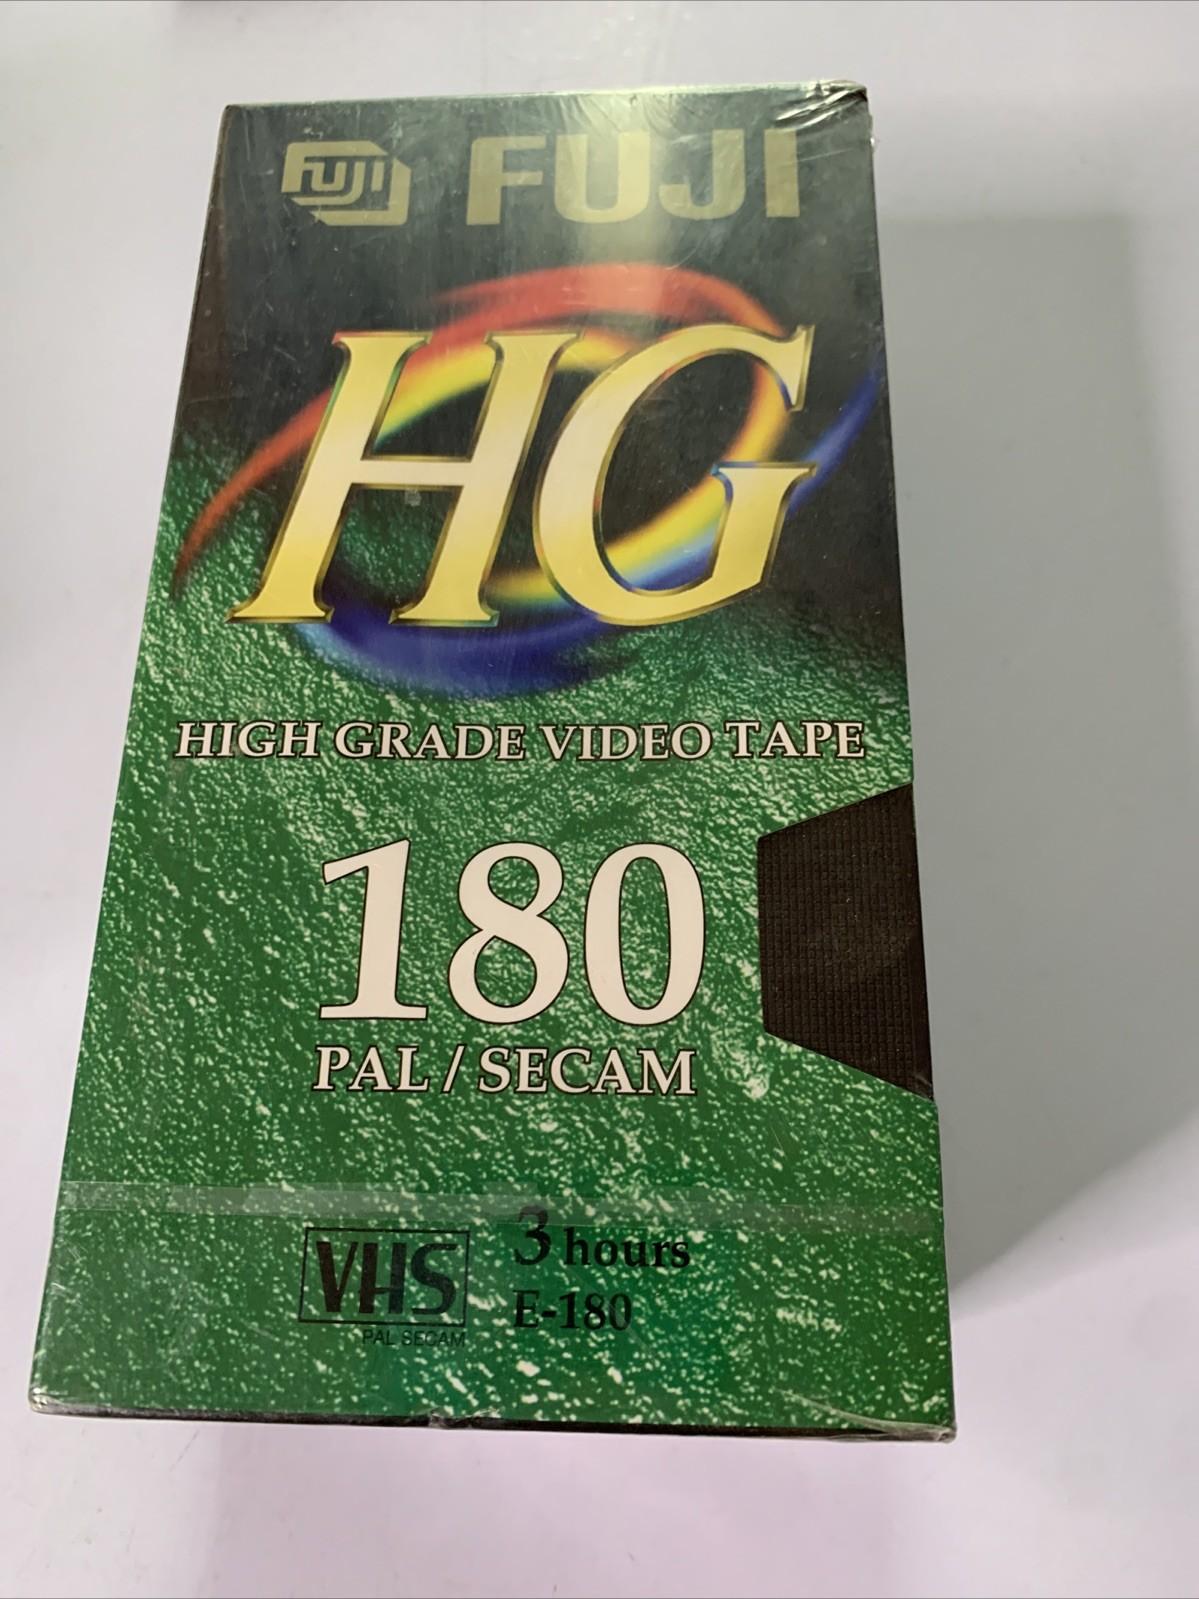 FUJI FUJI
HG
HIGH GRADE VIDEO TAPE
180
PAL / SECAM
VHS 3 hours
PAL SECAM E-180